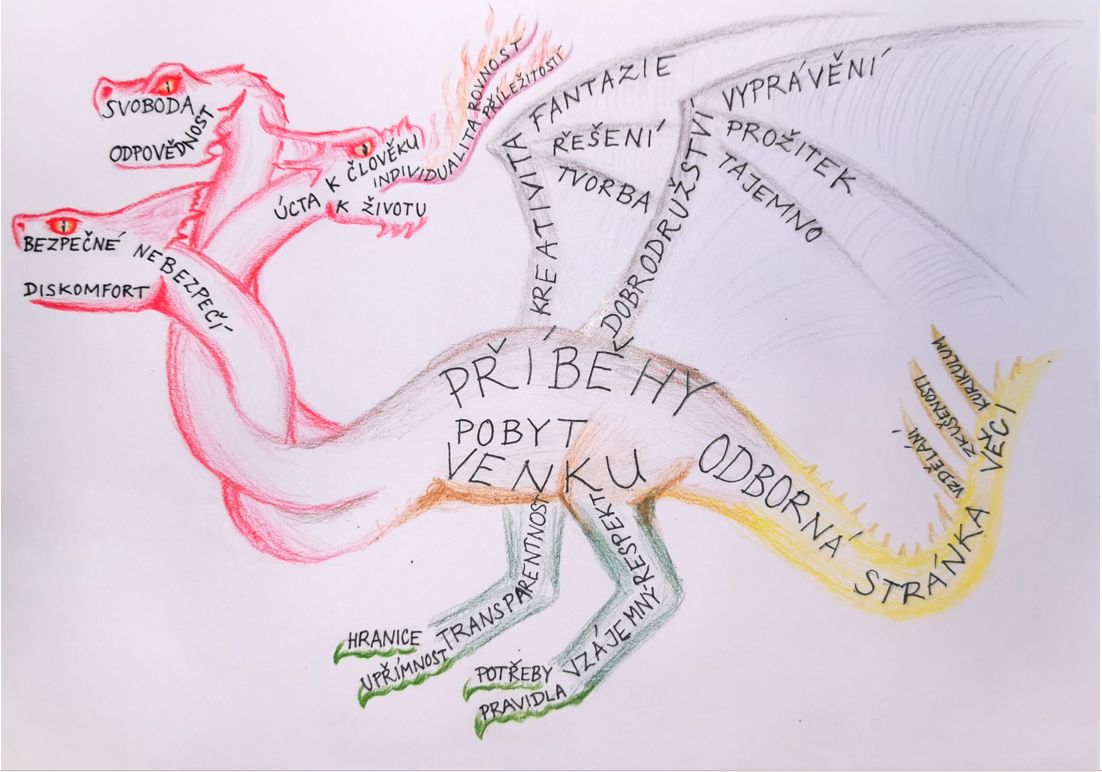 SVOBODA
ODPOVĚDNOST
BEZPEČNÉ NEBEZPEČÍ
DISKOMFORT
ÚCTA
K ČLOVĚKU
K ŽIVOTU
INDIVIDUALITA
ROVNOST
PŘÍLEŽITOSTÍ
KREATIVITA
FANTAZIE
ŘEŠENÍ
TVORBA
DOBRODRUŽSTVÍ
VYPRÁVĚNÍ
PROŽITEK
TAJEMNO
PŘÍBĚHY
POBYT
VENKU
ODBORNÁ STRÁNKA VĚCI
VZDĚLÁNÍ
ZKUŠENOSTI
KURIKULUM
TRANSPARENTNOST
HRANICE
UPŘÍMNOST
VZÁJEMNÝ RESPEKT
POTŘEBY
PRAVIDLA